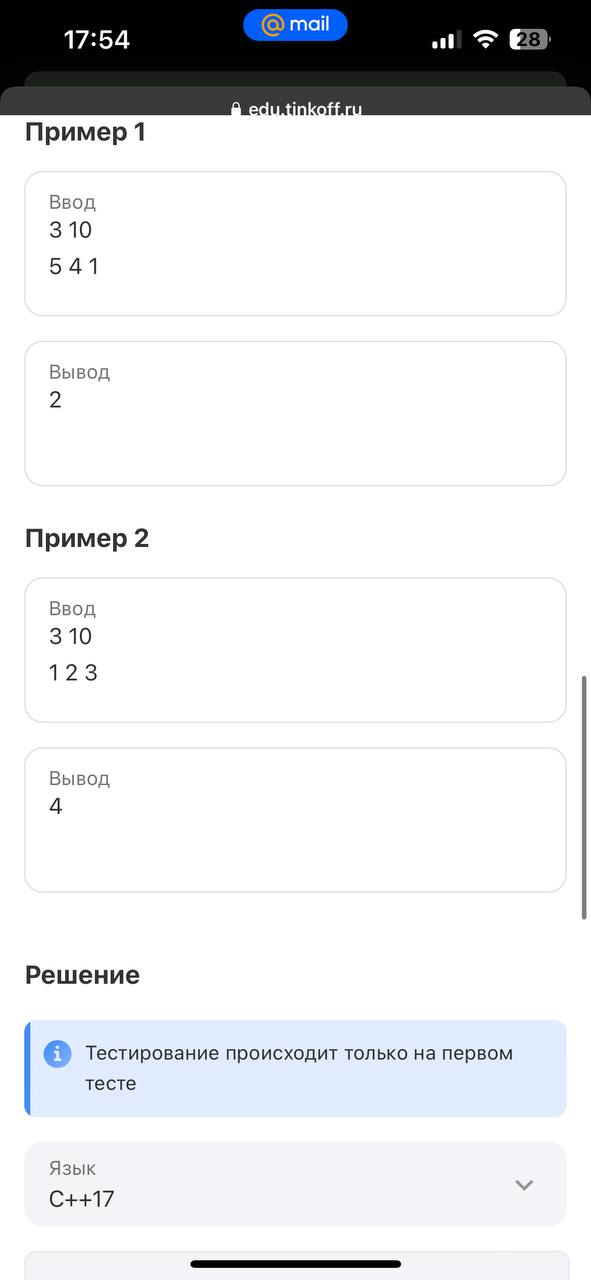 17:54
@mail
28
edu.tinkoff.ru
Пример 1
Ввод
3 10
5 4 1
Вывод
2
Пример 2
Ввод
3 10
1 2 3
Вывод
4
Решение
Тестирование происходит только на первом
тесте
Язык
C++17